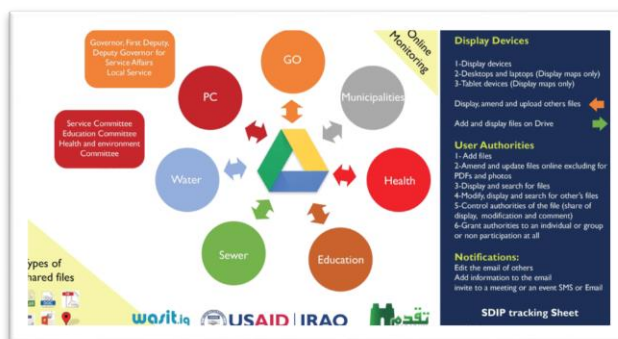 Governor, First Deputy,
Deputy Governor for
Service Affairs
Local Service
GO
Online
Monitoring
PC
Municipalities
Service Committee
Education Committee
Health and environment
Committee
Water
Health
Sewer
Education
ypes of
hared files
wasit.iq
USAID | IRAQ
تقدم
Display Devices
1-Display devices
2-Desktops and laptops (Display maps only)
3-Tablet devices (Display maps only)
Display, amend and upload others files
Add and display files on Drive
User Authorities
1- Add files
2-Amend and update files online excluding for
PDFs and photos
3-Display and search for files
4-Modify, display and search for other's files
5-Control authorities of the file (share of
display, modification and comment)
6-Grant authorities to an individual or group
or non participation at all
Notifications:
Edit the email of others
Add information to the email
invite to a meeting or an event SMS or Email
SDIP tracking Sheet